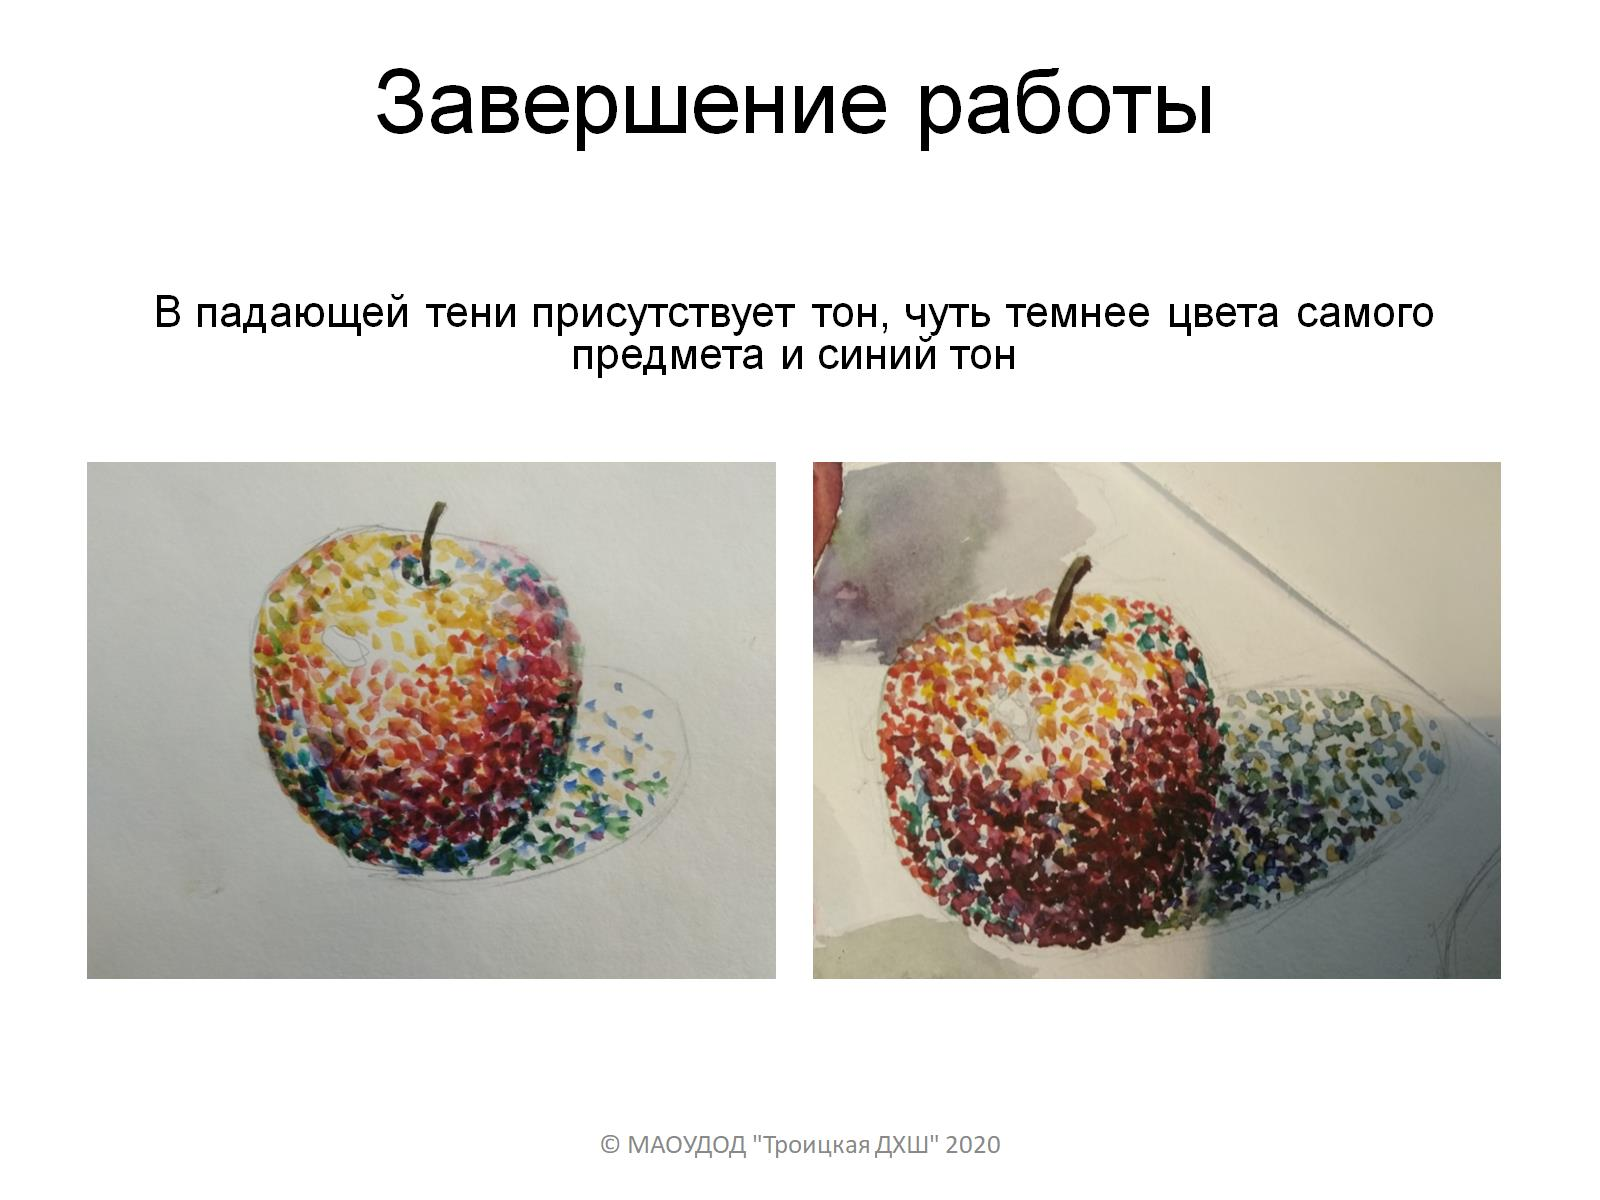 Завершение работы
В падающей тени присутствует тон, чуть темнее цвета самого
предмета и синий тон
© МАОУДОД "Троицкая ДХШ" 2020